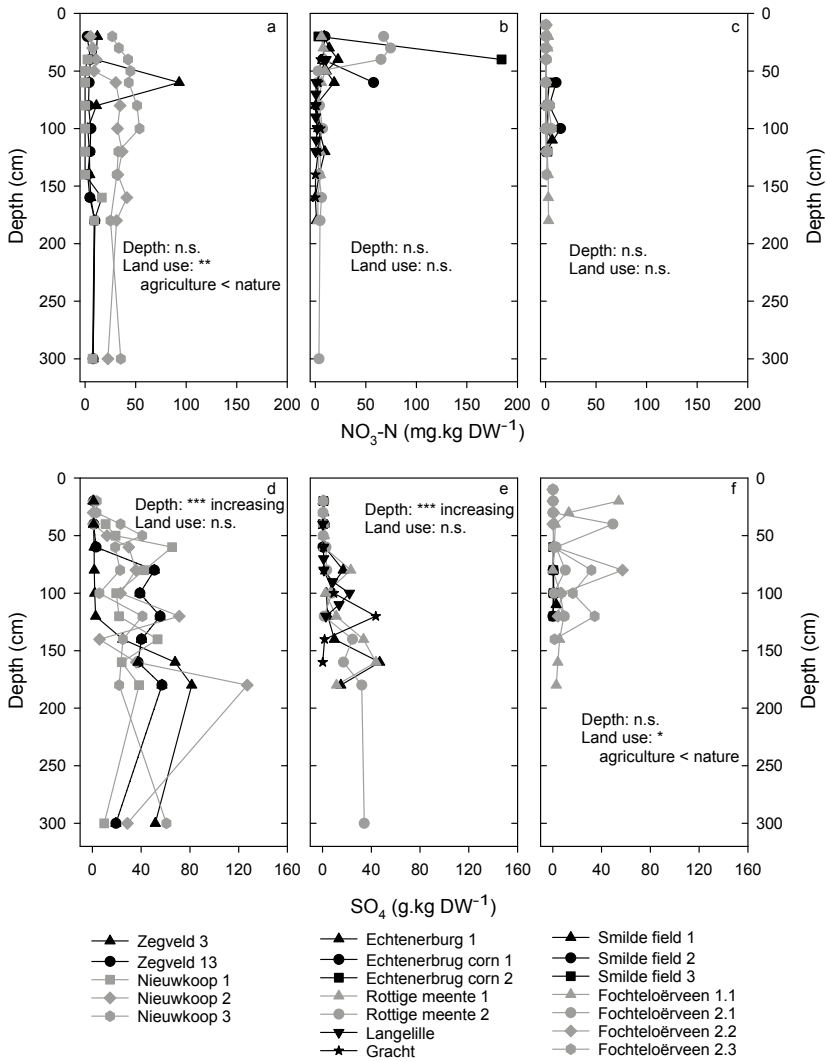 a
b
c
0
50
100
150
200
250
300
Depth (cm)
Depth: n.s.
Land use: **
agriculture < nature
Depth: n.s.
Land use: n.s.
Depth: n.s.
Land use: n.s.
0
50
100
150
200
250
300
Depth (cm)
0 50 100 150 200
0 50 100 150 200
0 50 100 150 200
NO₃-N (mg.kg DW⁻¹)
d
e
f
0
50
100
150
200
250
300
Depth (cm)
Depth: *** increasing
Land use: n.s.
Depth: *** increasing
Land use: n.s.
Depth: n.s.
Land use: *
agriculture < nature
0
50
100
150
200
250
300
Depth (cm)
0 40 80 120 160
0 40 80 120 160
0 40 80 120 160
SO₄ (g.kg DW⁻¹)
Zegveld 3
Zegveld 13
Nieuwkoop 1
Nieuwkoop 2
Nieuwkoop 3
Echtenerburg 1
Echtenerbrug corn 1
Echtenerbrug corn 2
Rottige meente 1
Rottige meente 2
Langelille
Gracht
Smilde field 1
Smilde field 2
Smilde field 3
Fochteloërveen 1.1
Fochteloërveen 2.1
Fochteloërveen 2.2
Fochteloërveen 2.3